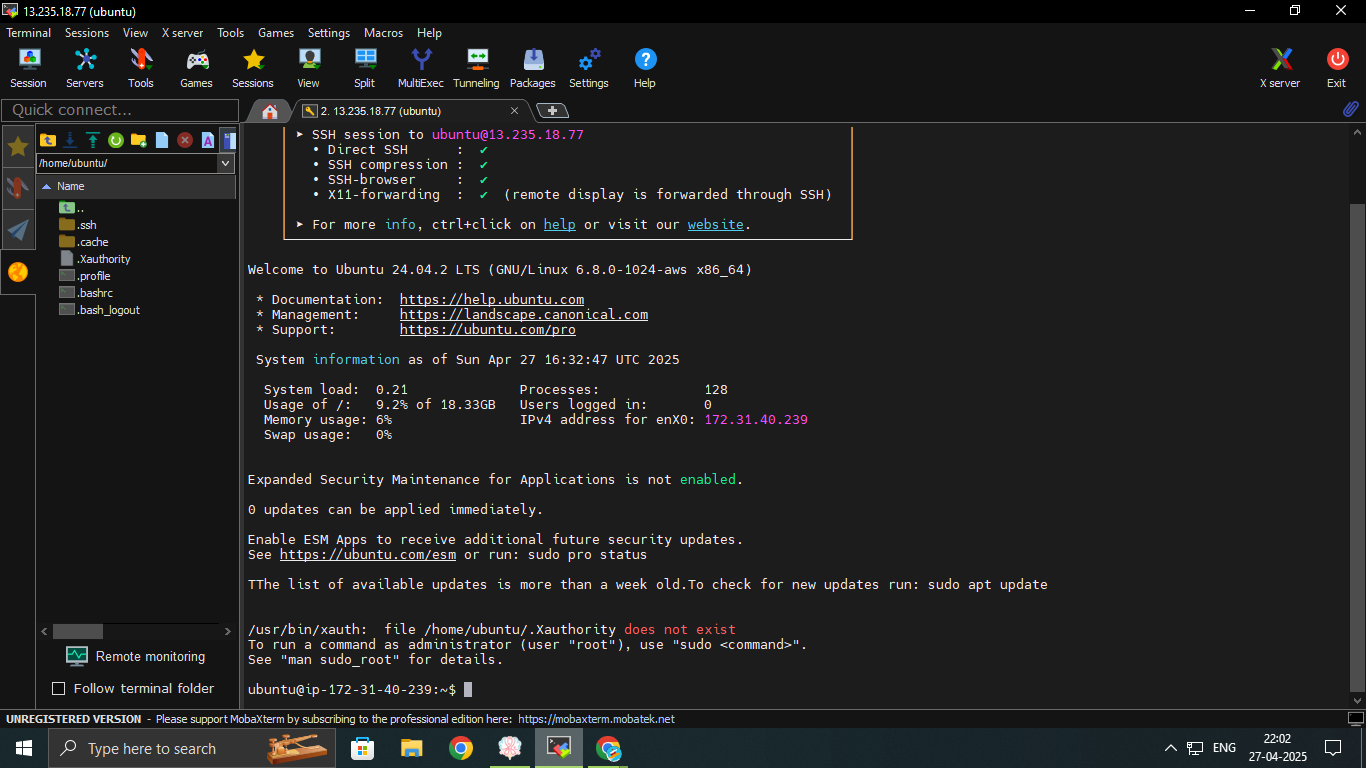 13.235.18.77 (ubuntu)
Terminal Sessions View X server Tools Games Settings Macros Help
Session Servers Tools Games Sessions View Split MultiExec Tunneling Packages Settings Help X server Exit
Quick connect...
2. 13.235.18.77 (ubuntu)
/home/ubuntu/
Name
..
.ssh
.cache
.Xauthority
.profile
.bashrc
.bash_logout
Remote monitoring
Follow terminal folder
➤ SSH session to ubuntu@13.235.18.77
• Direct SSH : ✔
• SSH compression : ✔
• SSH-browser : ✔
• X11-forwarding : ✔ (remote display is forwarded through SSH)
➤ For more info, ctrl+click on help or visit our website.
Welcome to Ubuntu 24.04.2 LTS (GNU/Linux 6.8.0-1024-aws x86_64)
* Documentation: https://help.ubuntu.com
* Management: https://landscape.canonical.com
* Support: https://ubuntu.com/pro
System information as of Sun Apr 27 16:32:47 UTC 2025
System load: 0.21 Processes: 128
Usage of /: 9.2% of 18.33GB Users logged in: 0
Memory usage: 6% IPv4 address for enX0: 172.31.40.239
Swap usage: 0%
Expanded Security Maintenance for Applications is not enabled.
0 updates can be applied immediately.
Enable ESM Apps to receive additional future security updates.
See https://ubuntu.com/esm or run: sudo pro status
TThe list of available updates is more than a week old.To check for new updates run: sudo apt update
/usr/bin/xauth: file /home/ubuntu/.Xauthority does not exist
To run a command as administrator (user "root"), use "sudo <command>".
See "man sudo_root" for details.
ubuntu@ip-172-31-40-239:~$
UNREGISTERED VERSION - Please support MobaXterm by subscribing to the professional edition here: https://mobaxterm.mobatek.net
Type here to search
ENG
22:02
27-04-2025